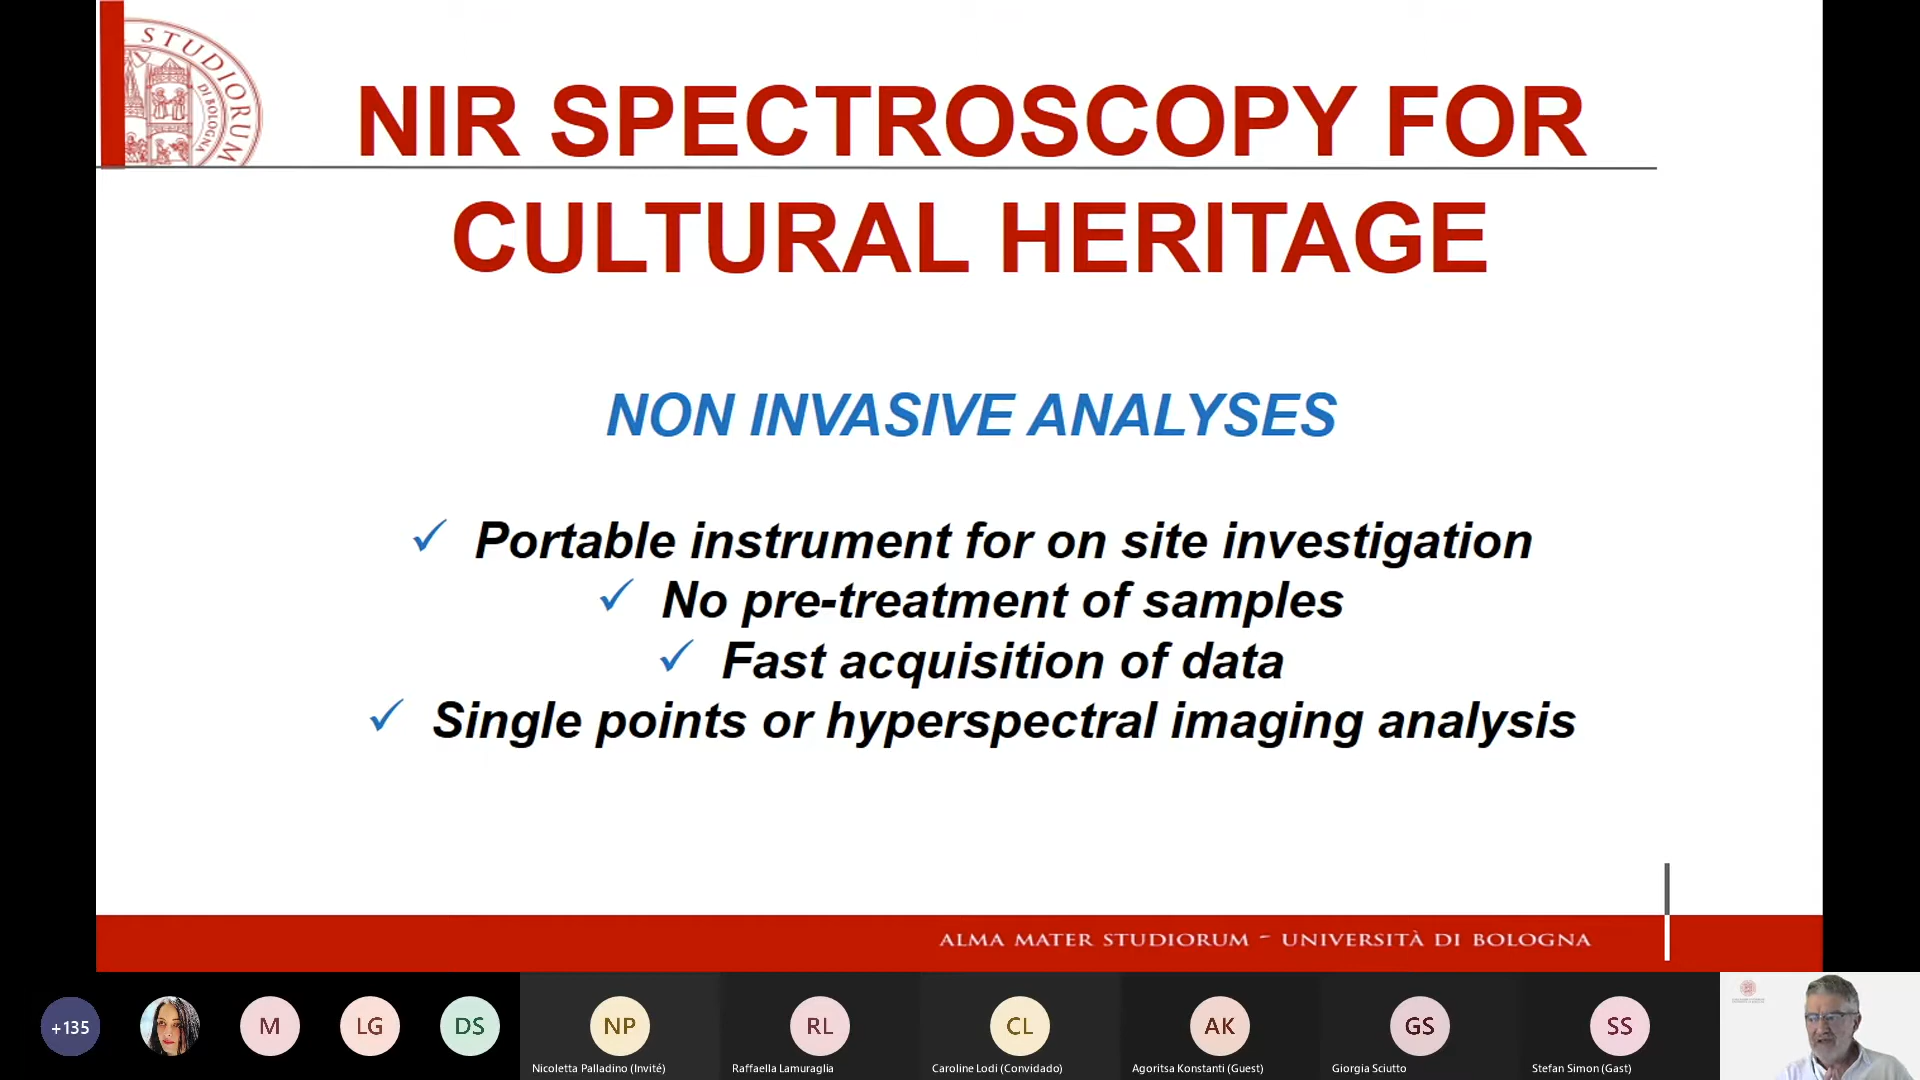 STUDIORUM
DI BOLOGNA
NIR SPECTROSCOPY FOR
CULTURAL HERITAGE
NON INVASIVE ANALYSES
✓ Portable instrument for on site investigation
✓ No pre-treatment of samples
✓ Fast acquisition of data
✓ Single points or hyperspectral imaging analysis
ALMA MATER STUDIORUM - UNIVERSITÀ DI BOLOGNA
+135
M
LG
DS
NP
RL
CL
AK
GS
SS
Nicoletta Palladino (Invité)
Raffaella Lamuraglia
Caroline Lodi (Convidado)
Agoritsa Konstanti (Guest)
Giorgia Sciutto
Stefan Simon (Gast)